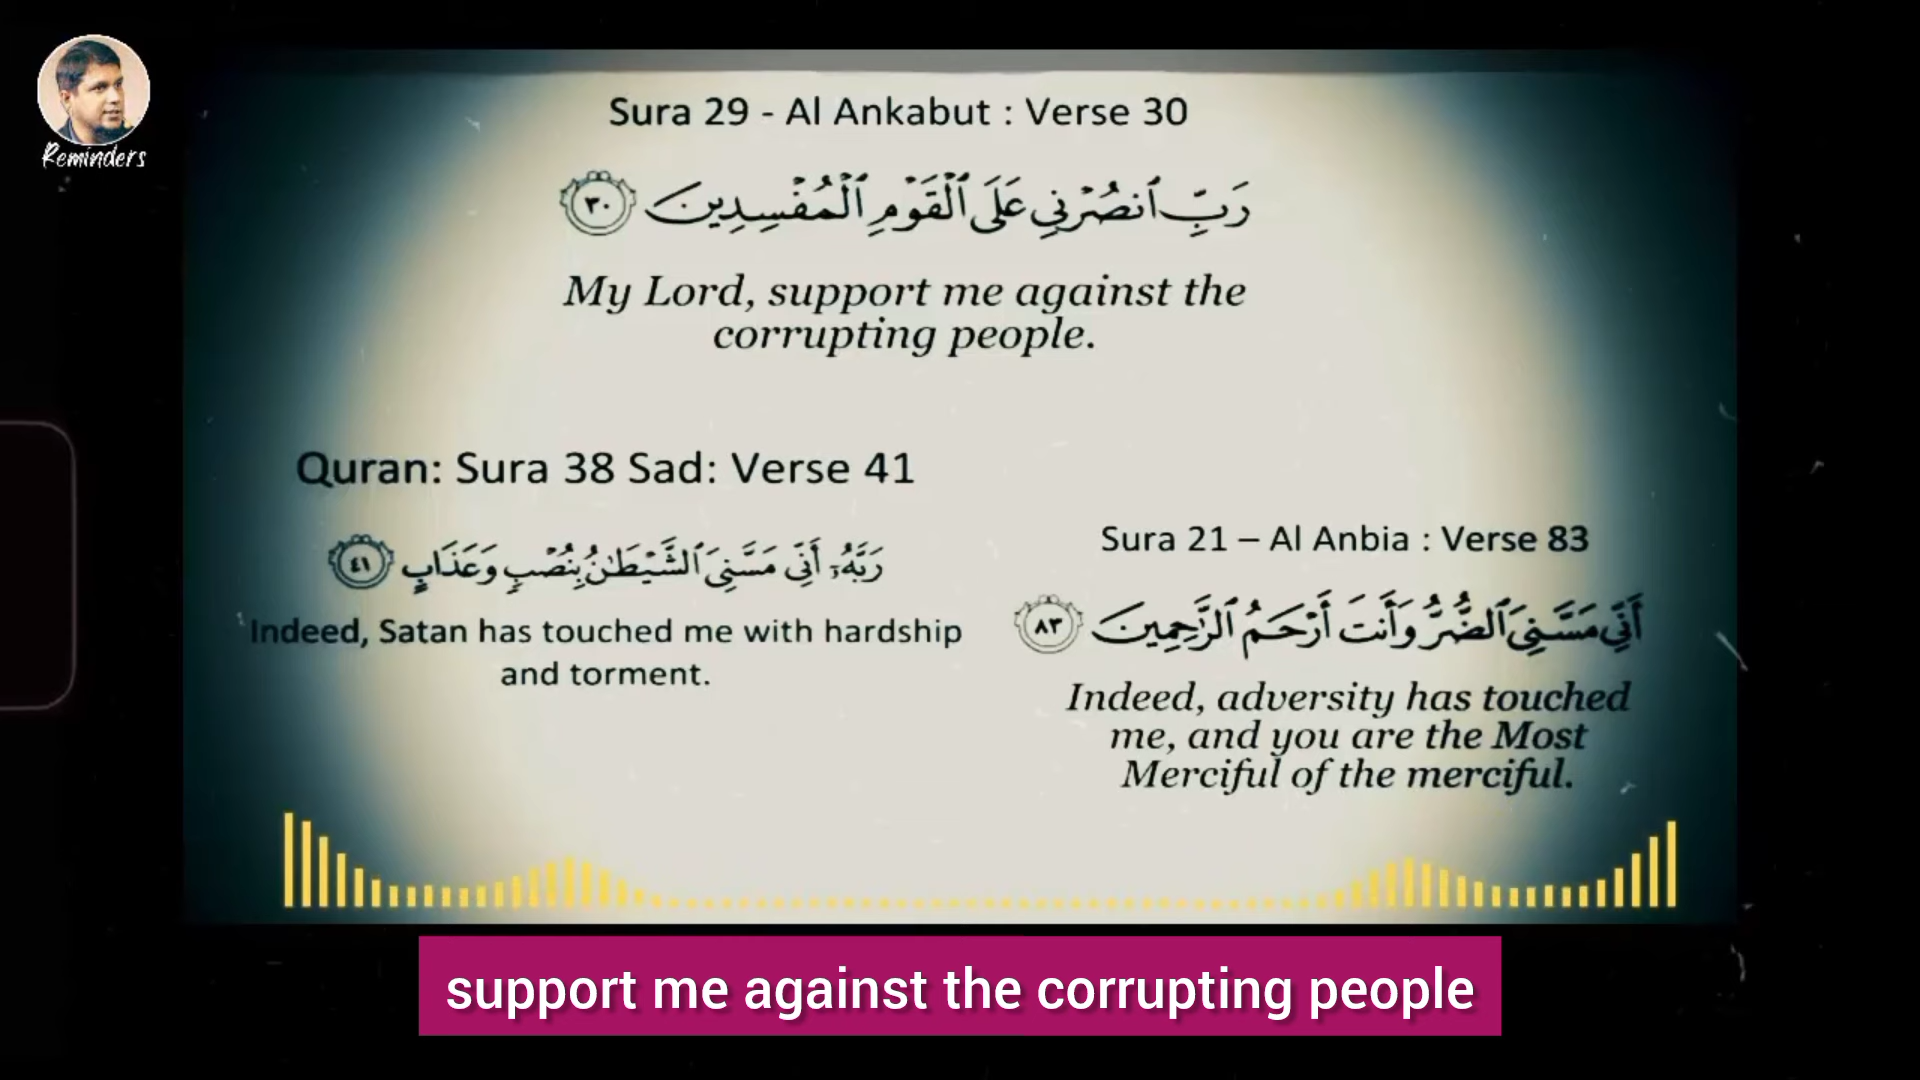 Reminders
Sura 29 - Al Ankabut : Verse 30
رَبِّ ٱنصُرْنِى عَلَى ٱلْقَوْمِ ٱلْمُفْسِدِينَ ٣٠
My Lord, support me against the
corrupting people.
Quran: Sura 38 Sad: Verse 41
رَبَّهُۥٓ أَنِّى مَسَّنِىَ ٱلشَّيْطَٰنُ بِنُصْبٍ وَعَذَابٍ ٤١
Indeed, Satan has touched me with hardship
and torment.
Sura 21 – Al Anbia : Verse 83
أَنِّى مَسَّنِىَ ٱلضُّرُّ وَأَنتَ أَرْحَمُ ٱلرَّٰحِمِينَ ٨٣
Indeed, adversity has touched
me, and you are the Most
Merciful of the merciful.
support me against the corrupting people